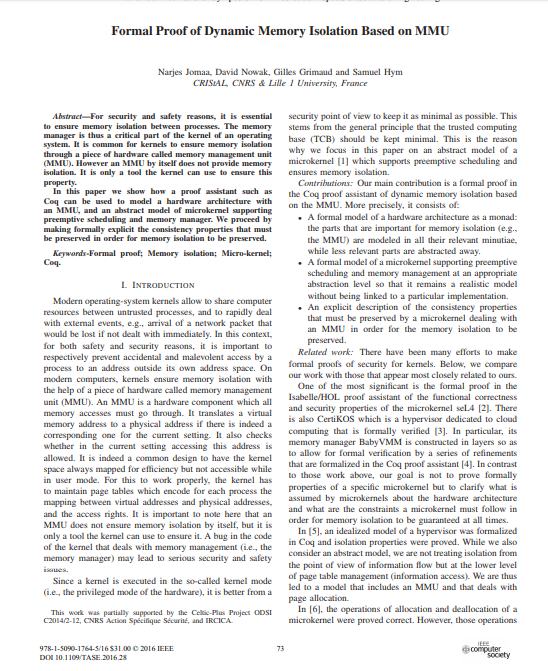 Formal Proof of Dynamic Memory Isolation Based on MMU
Narjes Jomaa, David Nowak, Gilles Grimaud and Samuel Hym
CRIStAL, CNRS & Lille 1 University, France
Abstract—For security and safety reasons, it is essential
to ensure memory isolation between processes. The memory
manager is thus a critical part of the kernel of an operating
system. It is common for kernels to ensure memory isolation
through a piece of hardware called memory management unit
(MMU). However an MMU by itself does not provide memory
isolation. It is only a tool the kernel can use to ensure this
property.
In this paper we show how a proof assistant such as
Coq can be used to model a hardware architecture with
an MMU, and an abstract model of microkernel supporting
preemptive scheduling and memory manager. We proceed by
making formally explicit the consistency properties that must
be preserved in order for memory isolation to be preserved.
Keywords-Formal proof; Memory isolation; Micro-kernel;
Coq.
I. INTRODUCTION
Modern operating-system kernels allow to share computer
resources between untrusted processes, and to rapidly deal
with external events, e.g., arrival of a network packet that
would be lost if not dealt with immediately. In this context,
for both safety and security reasons, it is important to
respectively prevent accidental and malevolent access by a
process to an address outside its own address space. On
modern computers, kernels ensure memory isolation with
the help of a piece of hardware called memory management
unit (MMU). An MMU is a hardware component which all
memory accesses must go through. It translates a virtual
memory address to a physical address if there is indeed a
corresponding one for the current setting. It also checks
whether in the current setting accessing this address is
allowed. It is indeed a common design to have the kernel
space always mapped for efficiency but not accessible while
in user mode. For this to work properly, the kernel has
to maintain page tables which encode for each process the
mapping between virtual addresses and physical addresses,
and the access rights. It is important to note here that an
MMU does not ensure memory isolation by itself, but it is
only a tool the kernel can use to ensure it. A bug in the code
of the kernel that deals with memory management (i.e., the
memory manager) may lead to serious security and safety
issues.
Since a kernel is executed in the so-called kernel mode
(i.e., the privileged mode of the hardware), it is better from a
This work was partially supported by the Celtic-Plus Project ODSI
C2014/2-12, CNRS Action Spécifique Sécurité, and IRCICA.
security point of view to keep it as minimal as possible. This
stems from the general principle that the trusted computing
base (TCB) should be kept minimal. This is the reason
why we focus in this paper on an abstract model of a
microkernel [1] which supports preemptive scheduling and
ensures memory isolation.
Contributions: Our main contribution is a formal proof in
the Coq proof assistant of dynamic memory isolation based
on the MMU. More precisely, it consists of:
• A formal model of a hardware architecture as a monad:
the parts that are important for memory isolation (e.g.,
the MMU) are modeled in all their relevant minutiae,
while less relevant parts are abstracted away.
• A formal model of a microkernel supporting preemptive
scheduling and memory management at an appropriate
abstraction level so that it remains a realistic model
without being linked to a particular implementation.
• An explicit description of the consistency properties
that must be preserved by a microkernel dealing with
an MMU in order for the memory isolation to be
preserved.
Related work: There have been many efforts to make
formal proofs of security for kernels. Below, we compare
our work with those that appear most closely related to ours.
One of the most significant is the formal proof in the
Isabelle/HOL proof assistant of the functional correctness
and security properties of the microkernel seL4 [2]. There
is also CertiKOS which is a hypervisor dedicated to cloud
computing that is formally verified [3]. In particular, its
memory manager BabyVMM is constructed in layers so as
to allow for formal verification by a series of refinements
that are formalized in the Coq proof assistant [4]. In contrast
to those work above, our goal is not to prove formally
properties of a specific microkernel but to clarify what is
assumed by microkernels about the hardware architecture
and what are the constraints a microkernel must follow in
order for memory isolation to be guaranteed at all times.
In [5], an idealized model of a hypervisor was formalized
in Coq and isolation properties were proved. While we also
consider an abstract model, we are not treating isolation from
the point of view of information flow but at the lower level
of page table management (information access). We are thus
led to a model that includes an MMU and that deals with
page allocation.
In [6], the operations of allocation and deallocation of a
microkernel were proved correct. However, those operations
978-1-5090-1764-5/16 $31.00 © 2016 IEEE
DOI 10.1109/TASE.2016.28
73
IEEE
computer
society